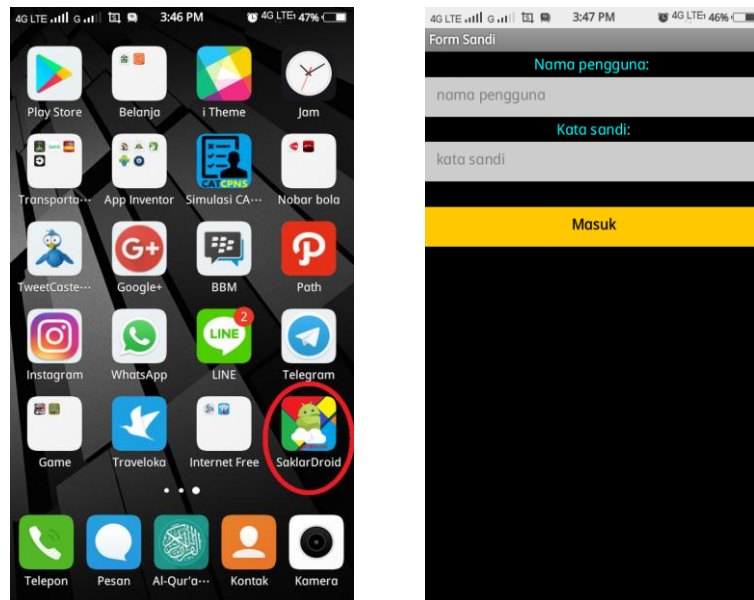 4G LTE G 3:46 PM 4G LTE 47%
Play Store Belanja i Theme Jam
CATCPNS
Transporta··· App Inventor Simulasi CA··· Nobar bola
G+
TweetCaste··· Google+ BBM Path
LINE 2
Instagram WhatsApp LINE Telegram
Game Traveloka Internet Free SaklarDroid
Telepon Pesan Al-Qur'a··· Kontak Kamera
4G LTE G 3:47 PM 4G LTE 46%
Form Sandi
Nama pengguna:
nama pengguna
Kata sandi:
kata sandi
Masuk